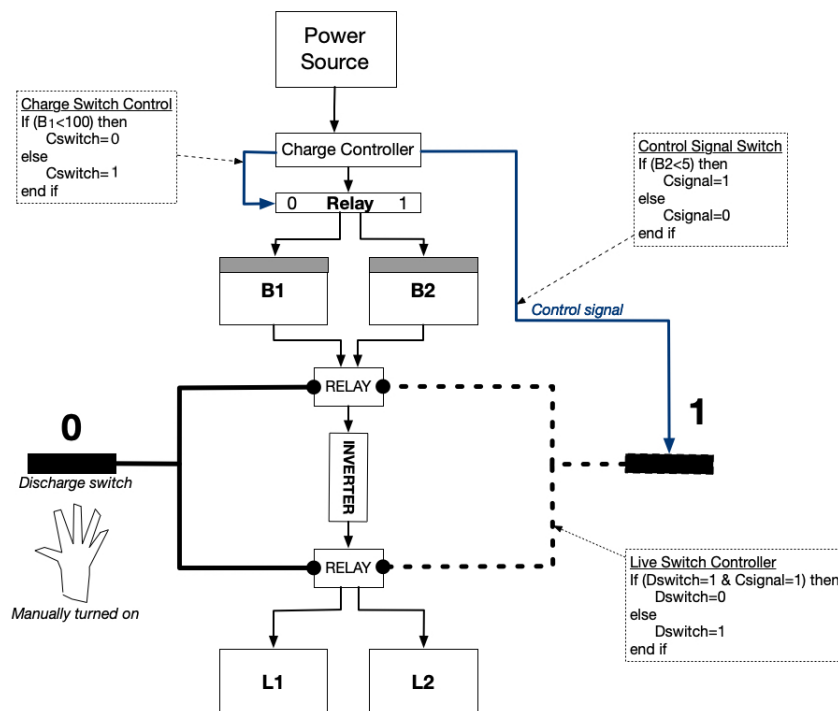 Power
Source
Charge Switch Control
If (B1<100) then
Cswitch=0
else
Cswitch=1
end if
Charge Controller
Control Signal Switch
If (B2<5) then
Csignal=1
else
Csignal=0
end if
0 Relay 1
B1 B2
Control signal
RELAY
0
1
Discharge switch
INVERTER
Manually turned on
RELAY
Live Switch Controller
If (Dswitch=1 & Csignal=1) then
Dswitch=0
else
Dswitch=1
end if
L1 L2